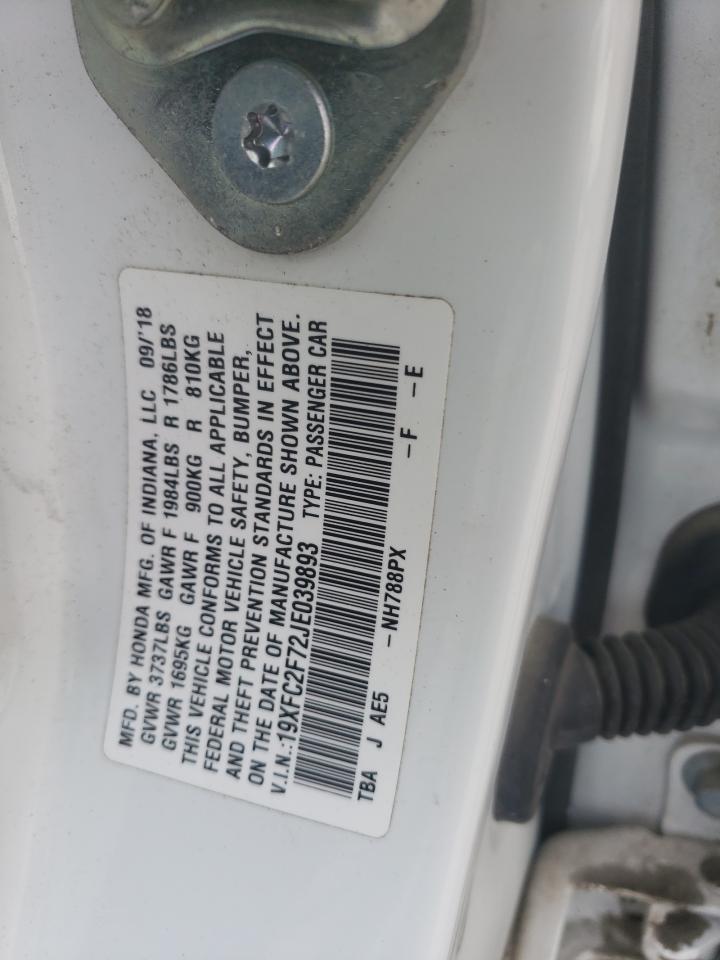 MFD. BY HONDA MFG. OF INDIANA, LLC 09/'18
GVWR 3737LBS GAWR F 1984LBS R 1786LBS
GVWR 1695KG GAWR F 900KG R 810KG
THIS VEHICLE CONFORMS TO ALL APPLICABLE
FEDERAL MOTOR VEHICLE SAFETY, BUMPER,
AND THEFT PREVENTION STANDARDS IN EFFECT
ON THE DATE OF MANUFACTURE SHOWN ABOVE.
V.I.N.:19XFC2F72JE039893 TYPE: PASSENGER CAR
TBA J AE5 -NH788PX -F -E